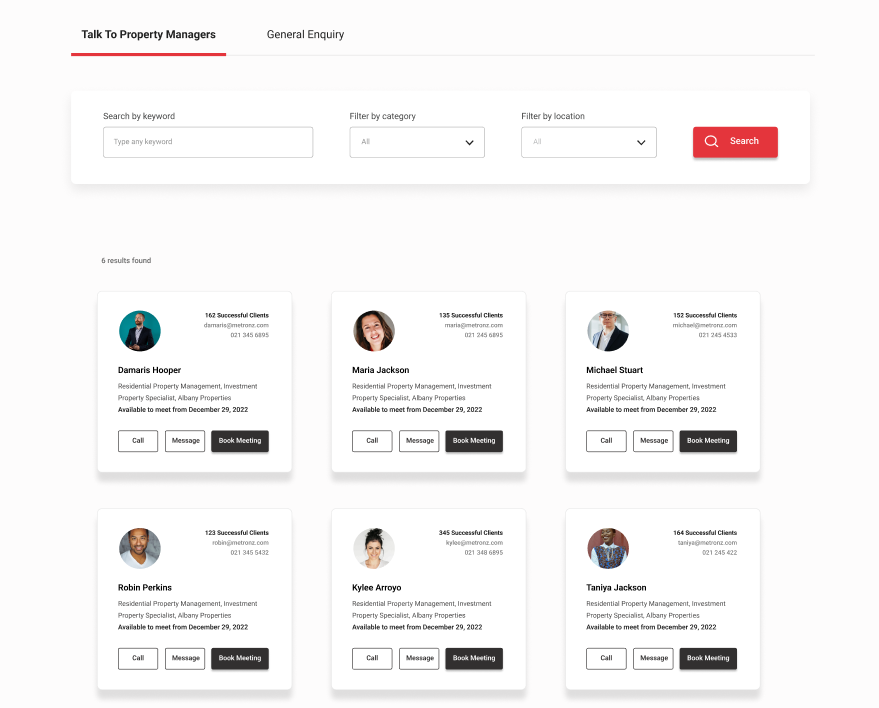 Talk To Property Managers
General Enquiry
Search by keyword
Type any keyword
Filter by category
All
Filter by location
All
Search
6 results found
162 Successful Clients
damaris@metronz.com
021 345 6895
Damaris Hooper
Residential Property Management, Investment
Property Specialist, Albany Properties
Available to meet from December 29, 2022
Call
Message
Book Meeting
135 Successful Clients
maria@metronz.com
021 245 6895
Maria Jackson
Residential Property Management, Investment
Property Specialist, Albany Properties
Available to meet from December 29, 2022
Call
Message
Book Meeting
152 Successful Clients
michael@metronz.com
021 245 4533
Michael Stuart
Residential Property Management, Investment
Property Specialist, Albany Properties
Available to meet from December 29, 2022
Call
Message
Book Meeting
123 Successful Clients
robin@metronz.com
021 345 5432
Robin Perkins
Residential Property Management, Investment
Property Specialist, Albany Properties
Available to meet from December 29, 2022
Call
Message
Book Meeting
345 Successful Clients
kylee@metronz.com
021 348 6895
Kylee Arroyo
Residential Property Management, Investment
Property Specialist, Albany Properties
Available to meet from December 29, 2022
Call
Message
Book Meeting
164 Successful Clients
taniya@metronz.com
021 245 422
Taniya Jackson
Residential Property Management, Investment
Property Specialist, Albany Properties
Available to meet from December 29, 2022
Call
Message
Book Meeting